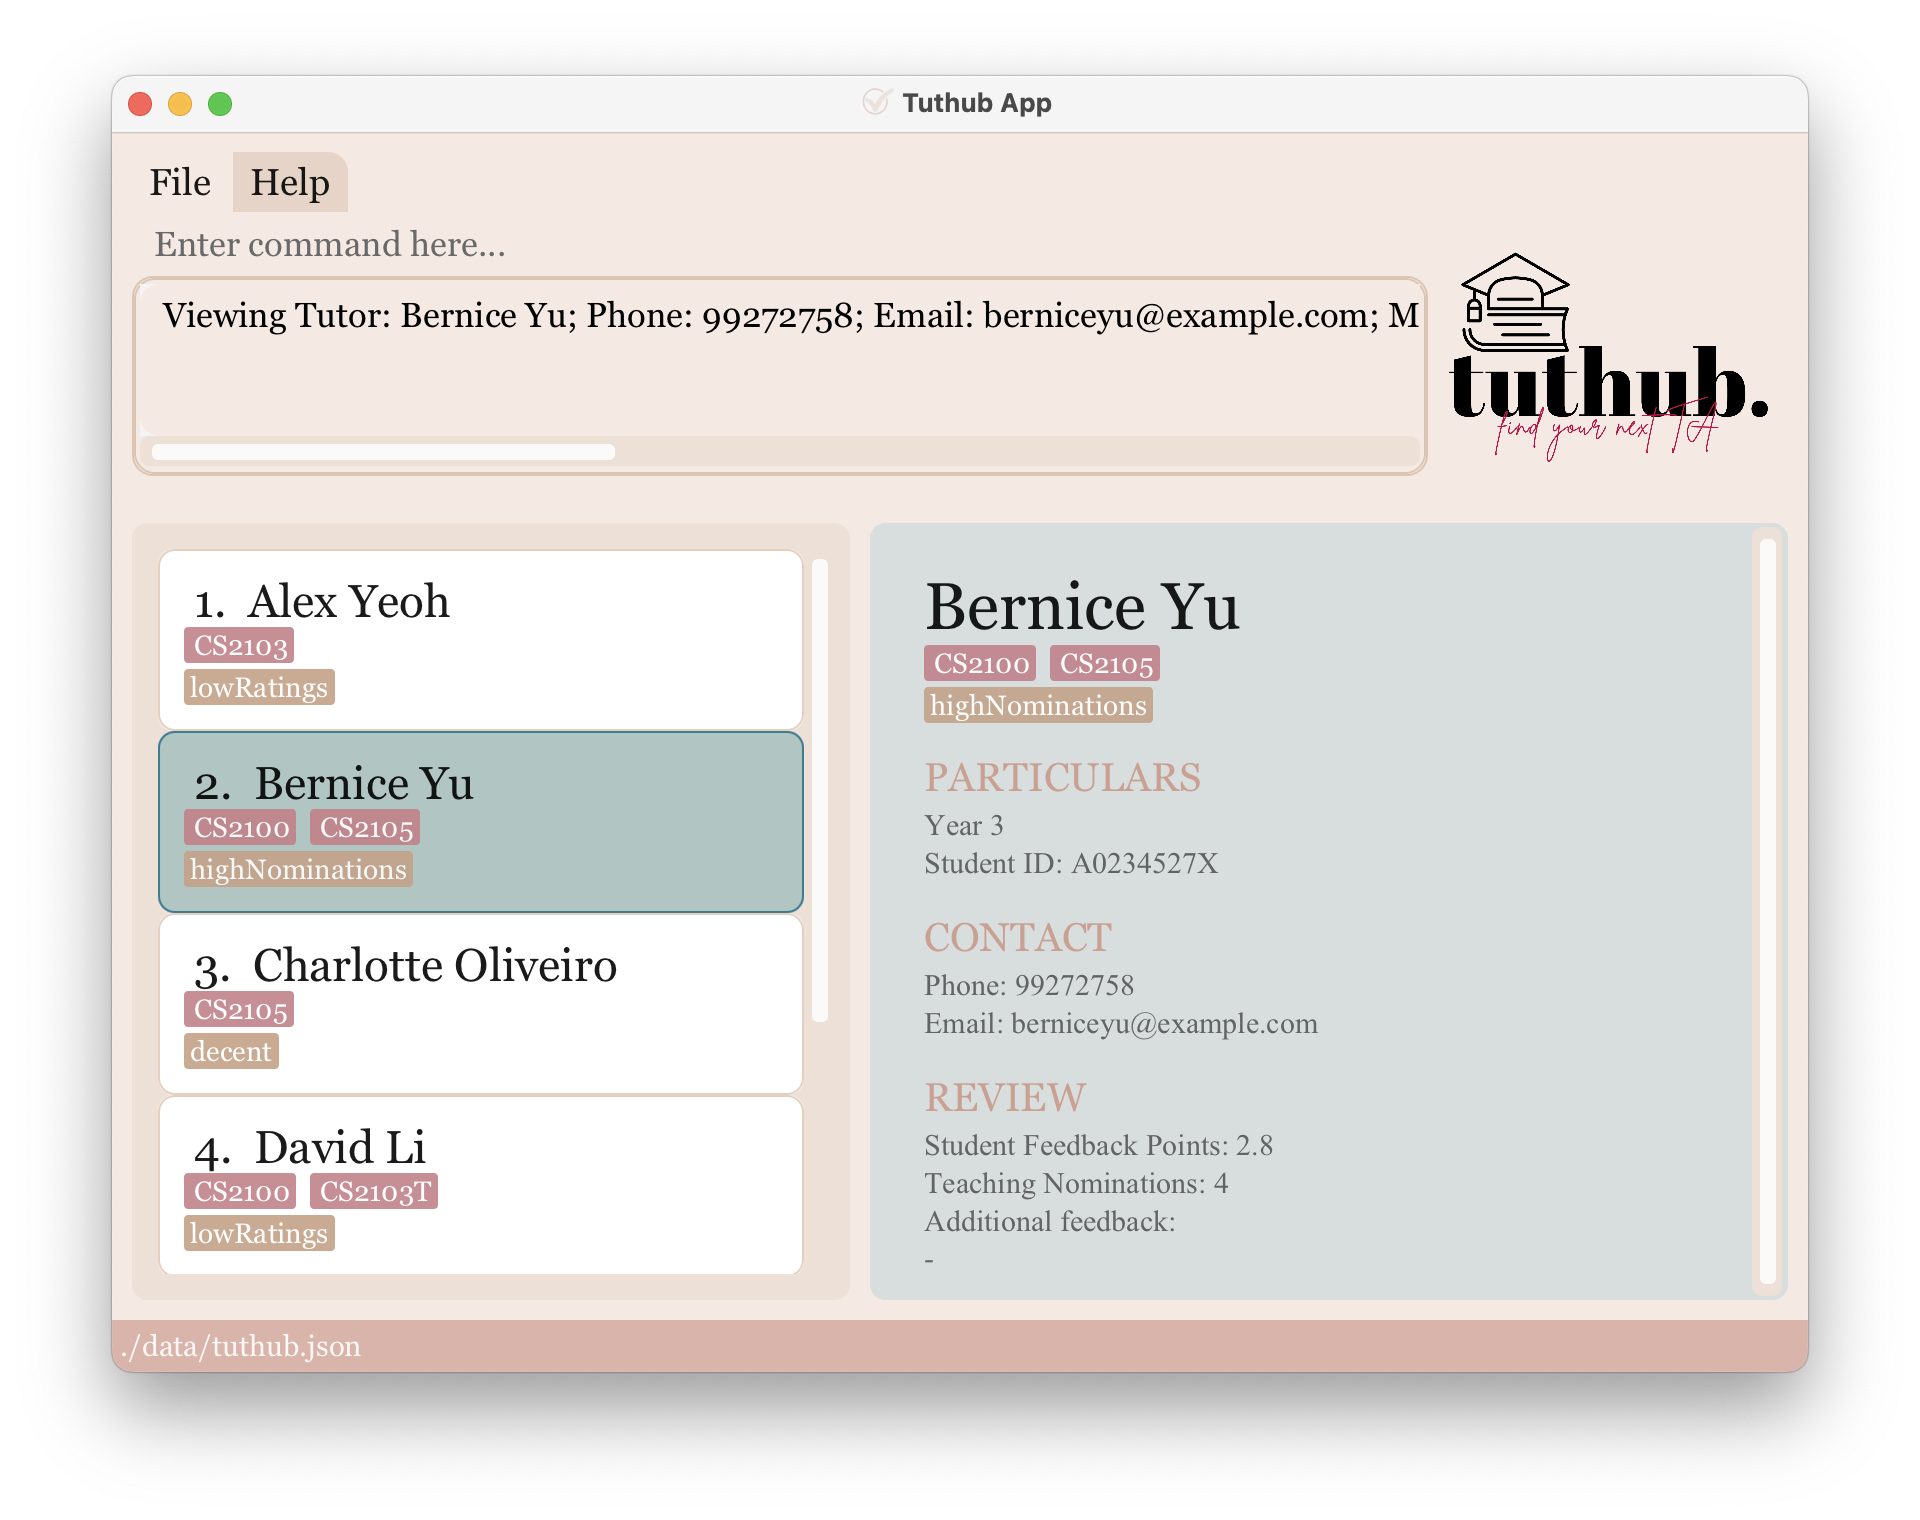 Tuthub App
File Help
Enter command here...
Viewing Tutor: Bernice Yu; Phone: 99272758; Email: berniceyu@example.com; M
tuthub.
find your next TA
1. Alex Yeoh
CS2103
lowRatings
2. Bernice Yu
CS2100 CS2105
highNominations
3. Charlotte Oliveiro
CS2105
decent
4. David Li
CS2100 CS2103T
lowRatings
Bernice Yu
CS2100 CS2105
highNominations
PARTICULARS
Year 3
Student ID: A0234527X
CONTACT
Phone: 99272758
Email: berniceyu@example.com
REVIEW
Student Feedback Points: 2.8
Teaching Nominations: 4
Additional feedback:
-
./data/tuthub.json